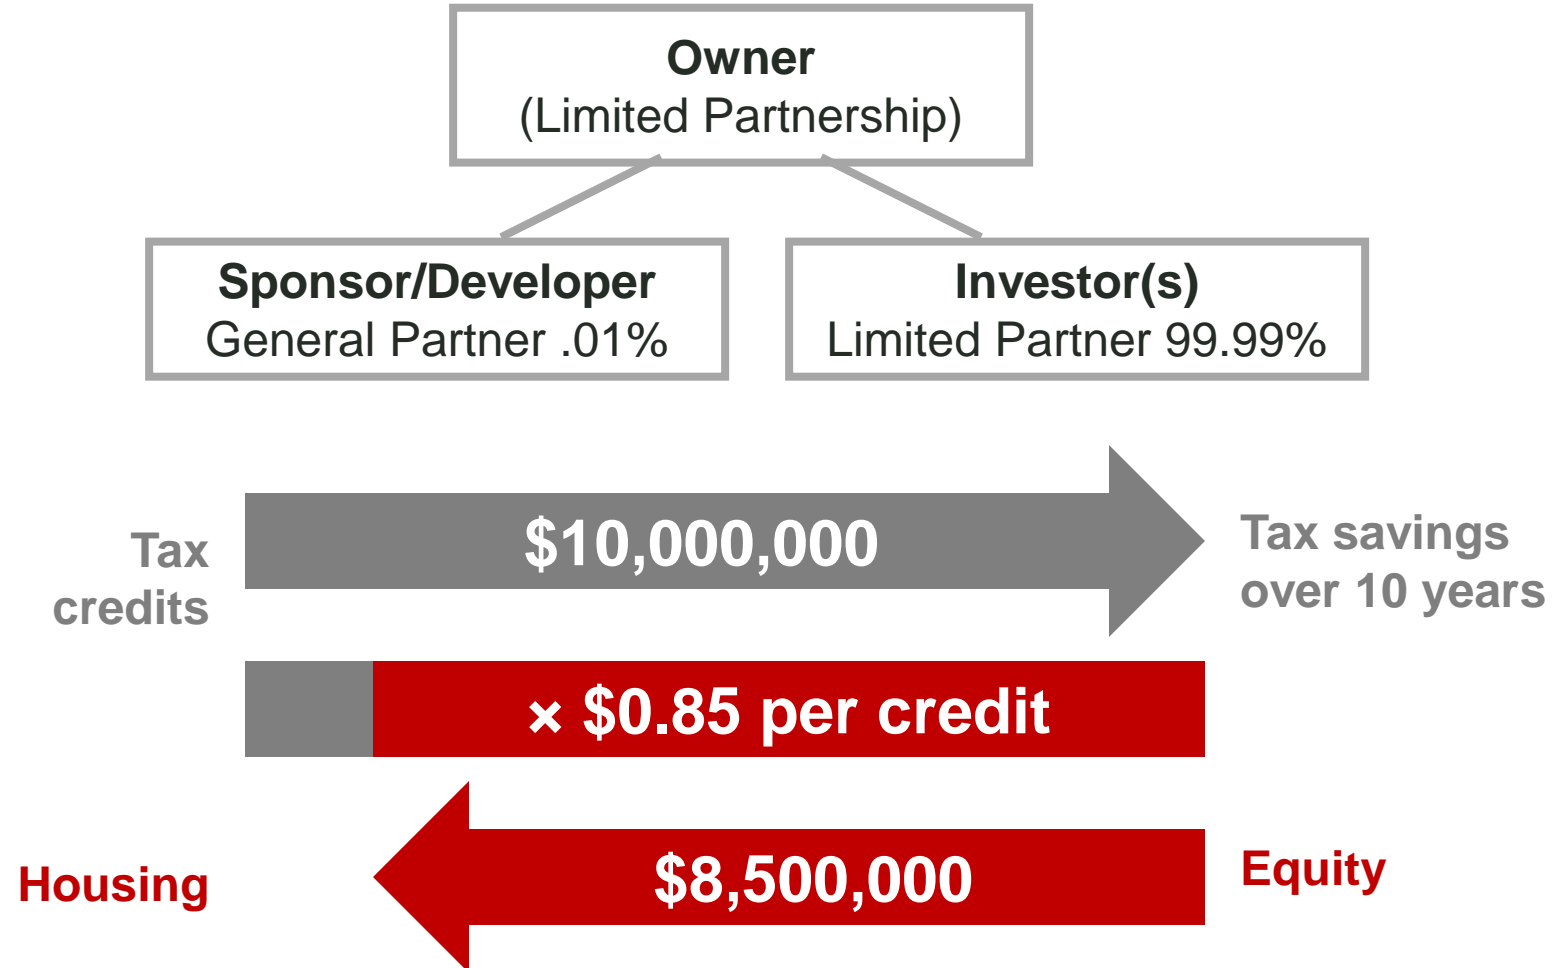 Owner
(Limited Partnership)
Sponsor/Developer
General Partner .01%
Investor(s)
Limited Partner 99.99%
Tax
credits
$10,000,000
Tax savings
over 10 years
× $0.85 per credit
Housing
$8,500,000
Equity